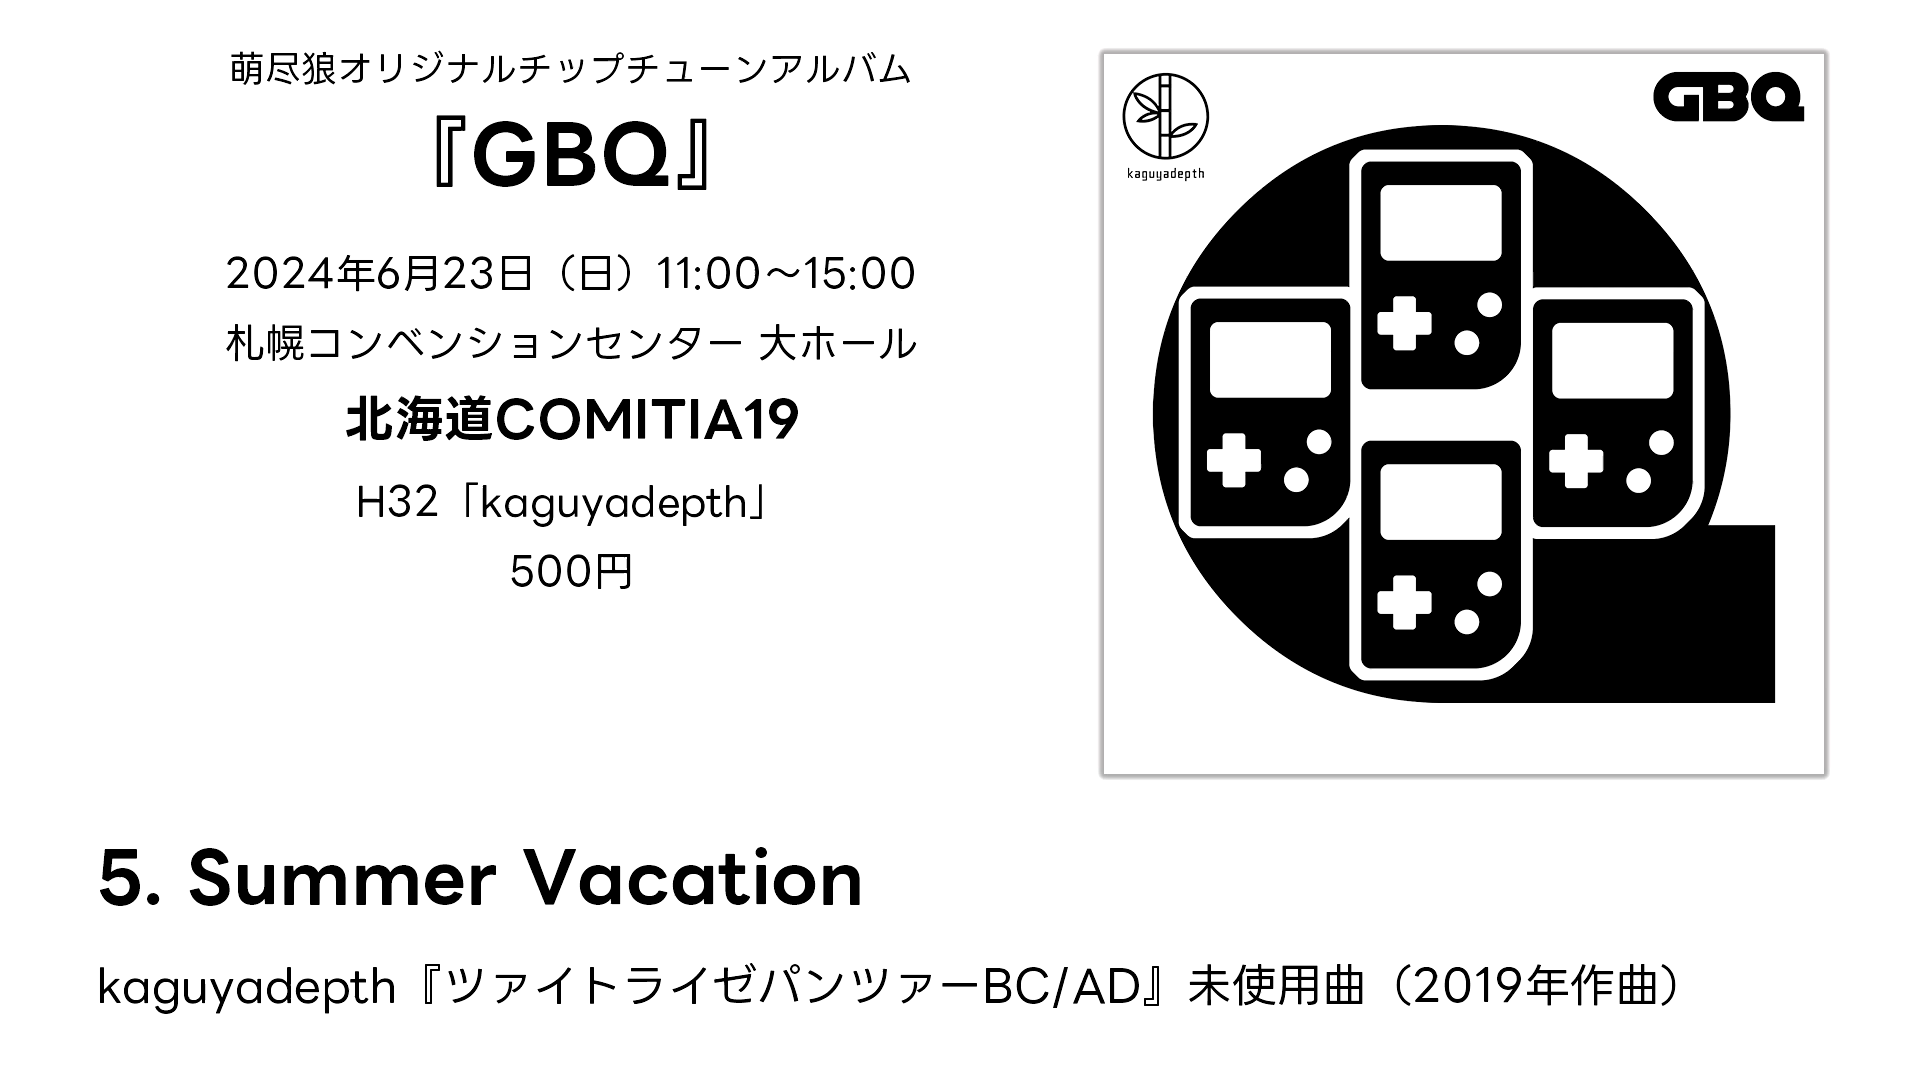 萌尽狼オリジナルチップチューンアルバム
『GBQ』
2024年6月23日（日）11:00〜15:00
札幌コンベンションセンター 大ホール
北海道COMITIA19
H32「kaguyadepth」
500円
kaguyadepth
GBQ
5. Summer Vacation
kaguyadepth『ツァイトライゼパンツァーBC/AD』未使用曲（2019年作曲）